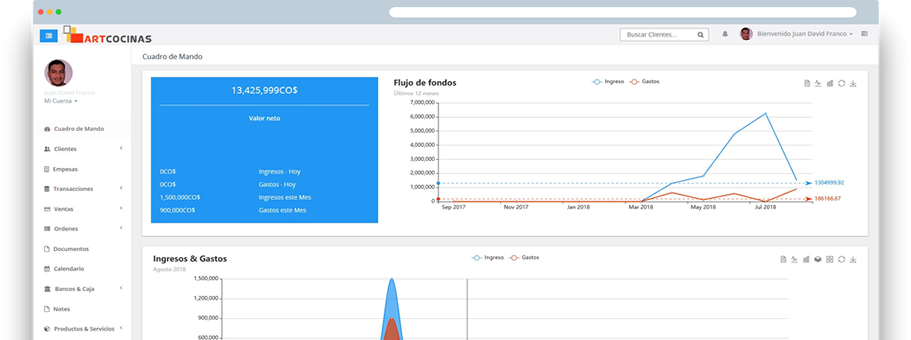 ARTCOCINAS
Buscar Clientes...
Bienvenido Juan David Franco
Cuadro de Mando
Juan David Franco
Mi Cuenta
Cuadro de Mando
Clientes
Empesas
Transacciones
Ventas
Ordenes
Documentos
Calendario
Bancos & Caja
Notes
Productos & Servicios
13,425,999CO$
Valor neto
0CO$ Ingresos - Hoy
0CO$ Gastos - Hoy
1,500,000CO$ Ingresos este Mes
900,000CO$ Gastos este Mes
Flujo de fondos
Últimos 12 meses
Ingreso Gastos
7,000,000
6,000,000
5,000,000
4,000,000
3,000,000
2,000,000
1,000,000
0
1304999.92
186166.67
Sep 2017 Nov 2017 Jan 2018 Mar 2018 May 2018 Jul 2018
Ingresos & Gastos
Agosto 2018
Ingreso Gastos
1,500,000
1,200,000
900,000
600,000